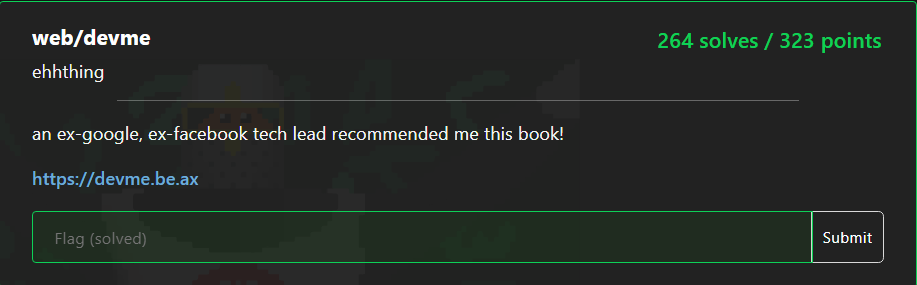 web/devme
264 solves / 323 points
ehhthing
an ex-google, ex-facebook tech lead recommended me this book!
https://devme.be.ax
Flag (solved)
Submit